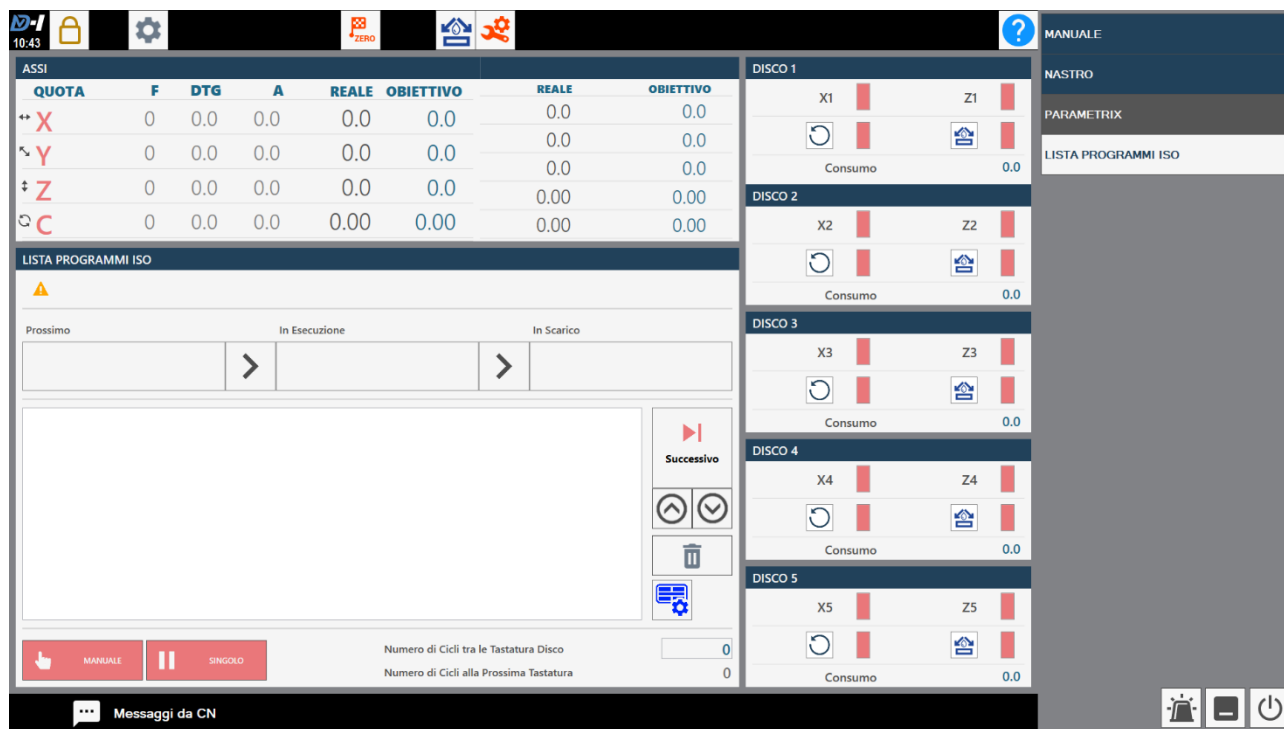 10:43
ZERO
?
MANUALE
NASTRO
PARAMETRIX
LISTA PROGRAMMI ISO
ASSI
QUOTA F DTG A REALE OBIETTIVO REALE OBIETTIVO
X 0 0.0 0.0 0.0 0.0 0.0 0.0
Y 0 0.0 0.0 0.0 0.0 0.0 0.0
0.0 0.0
Z 0 0.0 0.0 0.0 0.0 0.00 0.00
C 0 0.0 0.0 0.00 0.00 0.00 0.00
LISTA PROGRAMMI ISO
Prossimo In Esecuzione In Scarico
Successivo
MANUALE SINGOLO
Numero di Cicli tra le Tastatura Disco 0
Numero di Cicli alla Prossima Tastatura 0
DISCO 1
X1 Z1
Consumo 0.0
DISCO 2
X2 Z2
Consumo 0.0
DISCO 3
X3 Z3
Consumo 0.0
DISCO 4
X4 Z4
Consumo 0.0
DISCO 5
X5 Z5
Consumo 0.0
Messaggi da CN